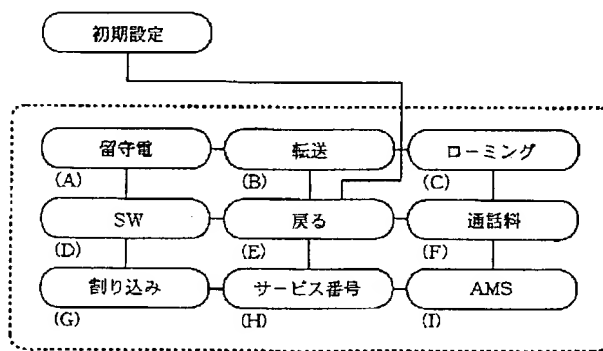 初期設定
留守電
転送
ローミング
(A)
(B)
(C)
SW
戻る
通話料
(D)
(E)
(F)
割り込み
サービス番号
AMS
(G)
(H)
(I)